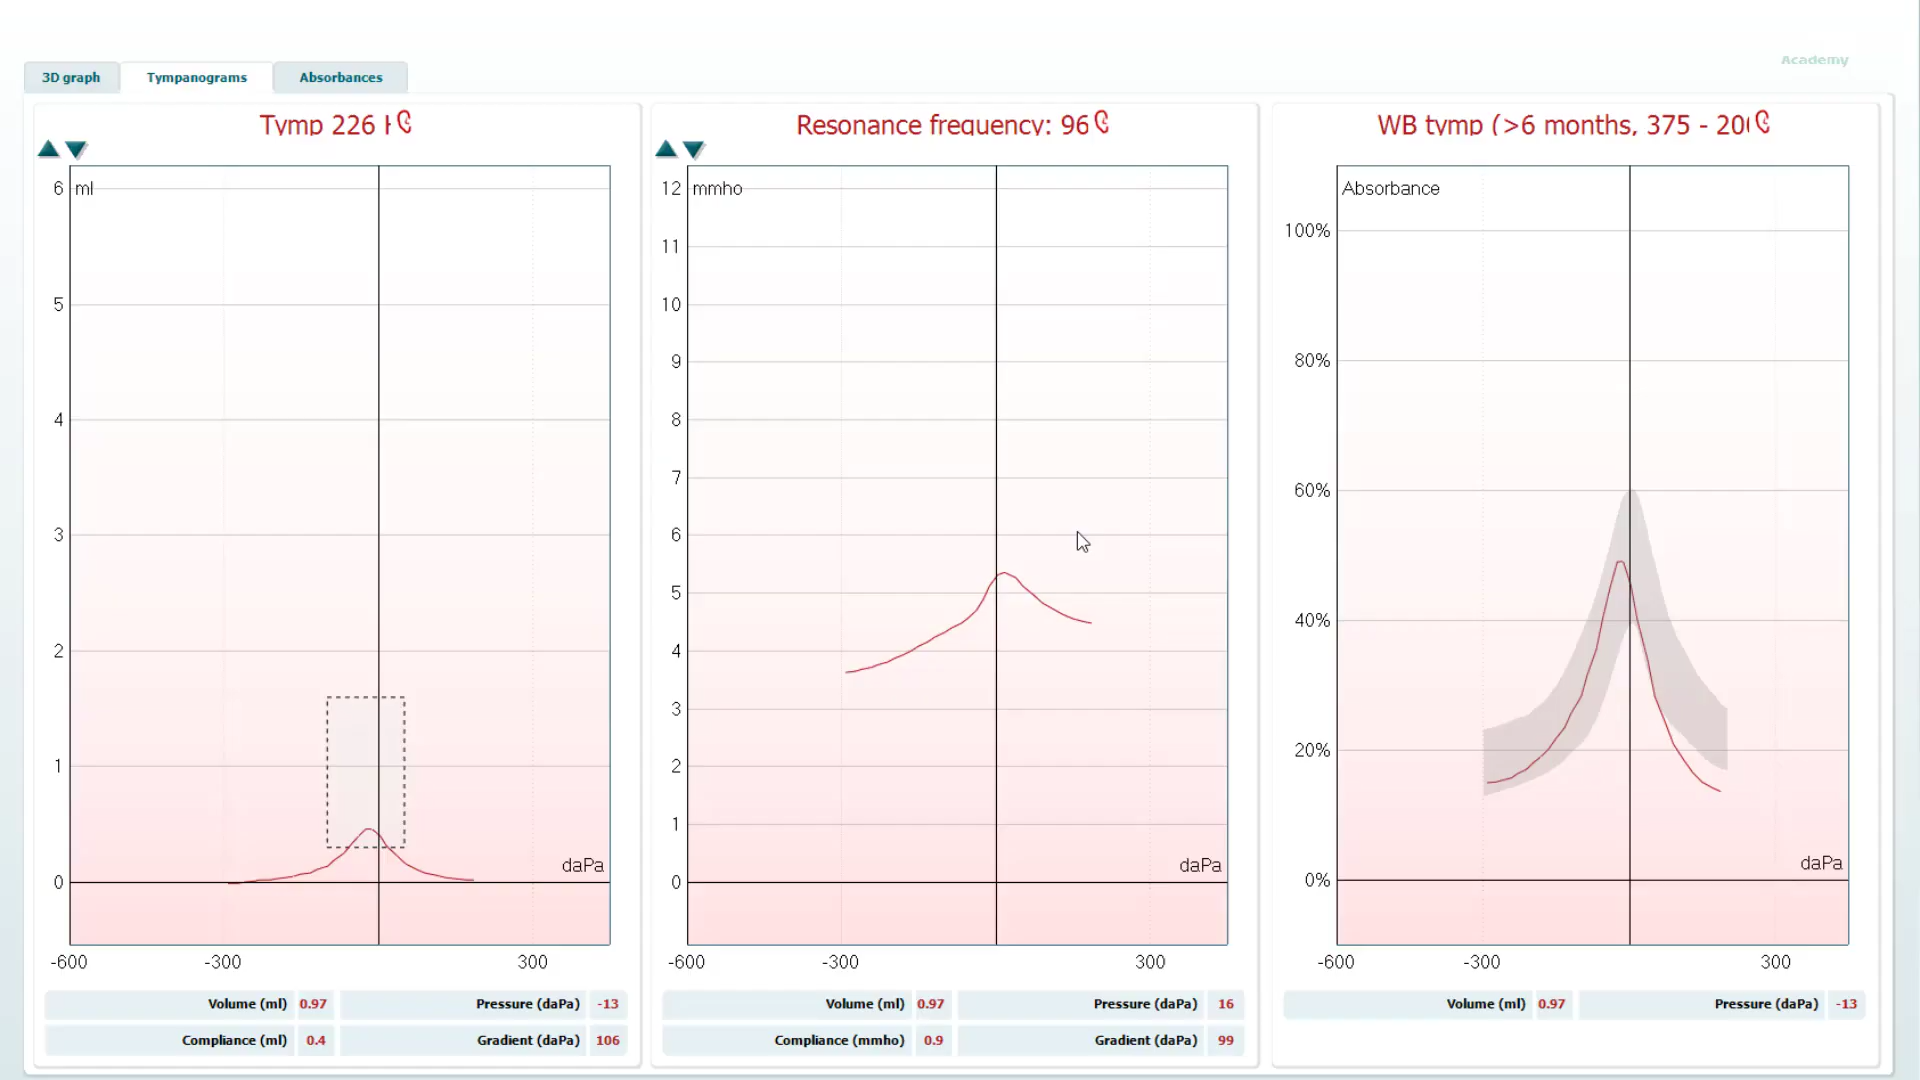 Academy
3D graph
Tympanograms
Absorbances
Tymp 226
6 ml
5
4
3
2
1
0
daPa
-600 -300 300
Volume (ml) 0.97 Pressure (daPa) -13
Compliance (ml) 0.4 Gradient (daPa) 106
Resonance frequency: 96
12 mmho
11
10
9
8
7
6
5
4
3
2
1
0
daPa
-600 -300 300
Volume (ml) 0.97 Pressure (daPa) 16
Compliance (mmho) 0.9 Gradient (daPa) 99
WB tymp (>6 months, 375 - 20
Absorbance
100%
80%
60%
40%
20%
0%
daPa
-600 -300 300
Volume (ml) 0.97 Pressure (daPa) -13